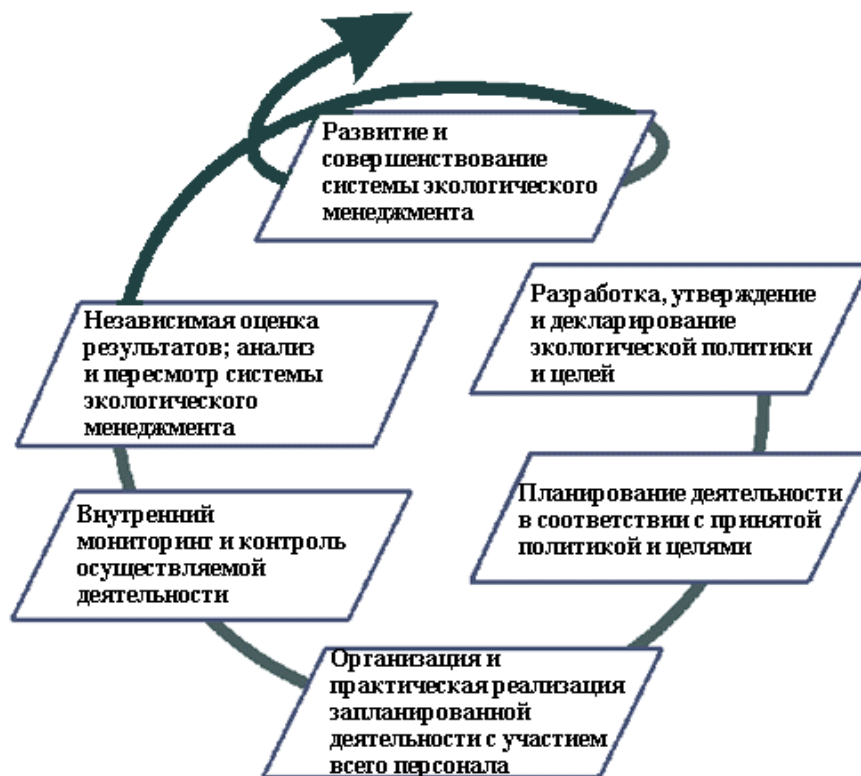 Развитие и
совершенствование
системы экологического
менеджмента
Разработка, утверждение
и декларирование
экологической политики
и целей
Планирование деятельности
в соответствии с принятой
политикой и целями
Организация и
практическая реализация
запланированной
деятельности с участием
всего персонала
Внутренний
мониторинг и контроль
осуществляемой
деятельности
Независимая оценка
результатов; анализ
и пересмотр системы
экологического
менеджмента